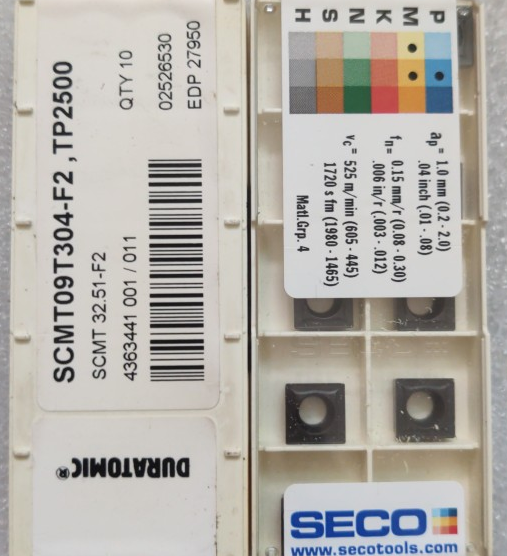 SCMT09T304-F2 ,TP2500
SCMT 32.51-F2
4363441 001 / 011
QTY 10
02526530
EDP 27950
DURATOMIC®
P
M
K
N
S
H
ap = 1.0 mm (0.2 - 2.0)
.04 inch (.01 - .08)
fn= 0.15 mm/r (0.08 - 0.30)
.006 in/r (.003 - .012)
vc = 525 m/min (605 - 445)
1720 s fm (1980 - 1465)
Matl.Grp. 4
SECO
www.secotools.com